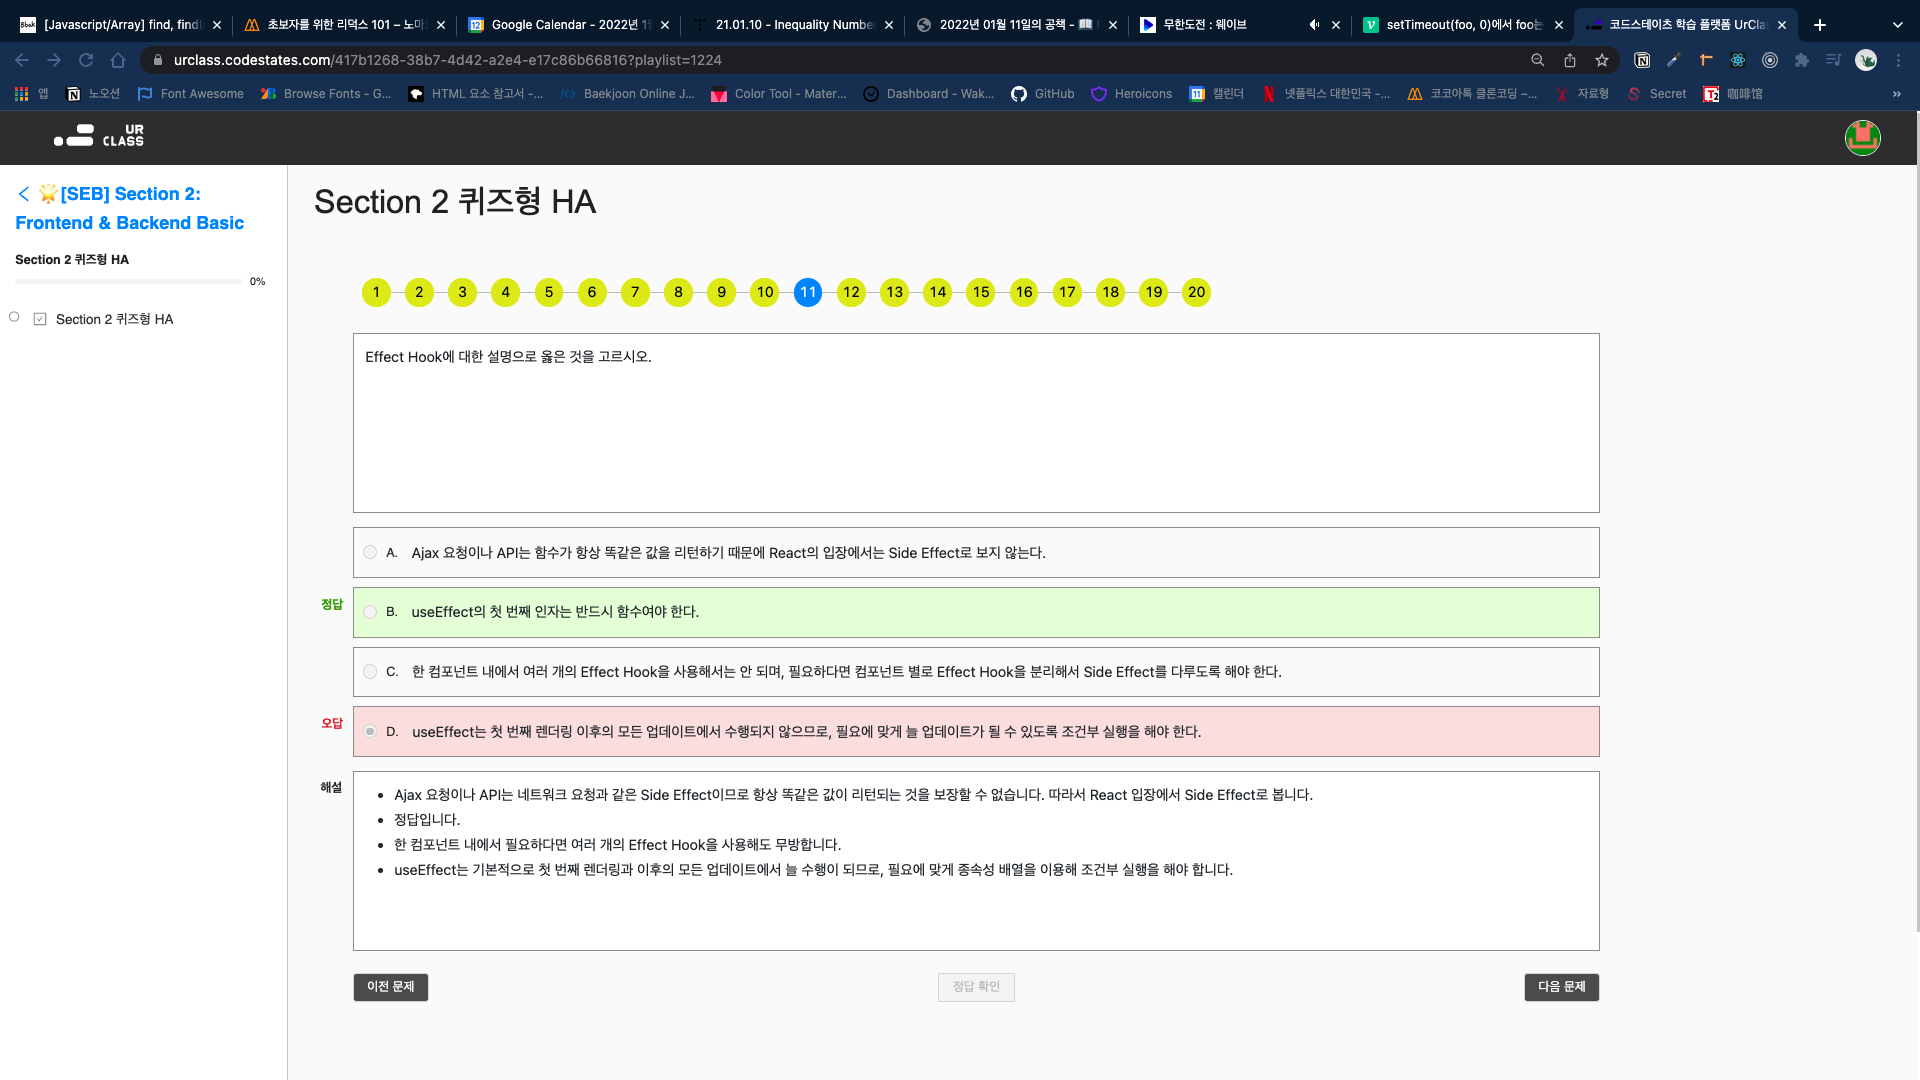 [Javascript/Array] find, findI
초보자를 위한 리덕스 101 – 노마
Google Calendar - 2022년 1
21.01.10 - Inequality Number
2022년 01월 11일의 공책 -
무한도전 : 웨이브
setTimeout(foo, 0)에서 foo는
코드스테이츠 학습 플랫폼 UrCla
urclass.codestates.com/417b1268-38b7-4d42-a2e4-e17c86b66816?playlist=1224
앱
노오션
Font Awesome
Browse Fonts - G...
HTML 요소 참고서 -...
Baekjoon Online J...
Color Tool - Mater...
Dashboard - Wak...
GitHub
Heroicons
캘린더
넷플릭스 대한민국 -...
코코아톡 클론코딩 –...
자료형
Secret
咖啡馆
»
UR
CLASS
[SEB] Section 2:
Frontend & Backend Basic
Section 2 퀴즈형 HA
0%
Section 2 퀴즈형 HA
Section 2 퀴즈형 HA
1 2 3 4 5 6 7 8 9 10 11 12 13 14 15 16 17 18 19 20
Effect Hook에 대한 설명으로 옳은 것을 고르시오.
A. Ajax 요청이나 API는 함수가 항상 똑같은 값을 리턴하기 때문에 React의 입장에서는 Side Effect로 보지 않는다.
정답
B. useEffect의 첫 번째 인자는 반드시 함수여야 한다.
C. 한 컴포넌트 내에서 여러 개의 Effect Hook을 사용해서는 안 되며, 필요하다면 컴포넌트 별로 Effect Hook을 분리해서 Side Effect를 다루도록 해야 한다.
오답
D. useEffect는 첫 번째 렌더링 이후의 모든 업데이트에서 수행되지 않으므로, 필요에 맞게 늘 업데이트가 될 수 있도록 조건부 실행을 해야 한다.
해설
• Ajax 요청이나 API는 네트워크 요청과 같은 Side Effect이므로 항상 똑같은 값이 리턴되는 것을 보장할 수 없습니다. 따라서 React 입장에서 Side Effect로 봅니다.
• 정답입니다.
• 한 컴포넌트 내에서 필요하다면 여러 개의 Effect Hook을 사용해도 무방합니다.
• useEffect는 기본적으로 첫 번째 렌더링과 이후의 모든 업데이트에서 늘 수행이 되므로, 필요에 맞게 종속성 배열을 이용해 조건부 실행을 해야 합니다.
이전 문제
정답 확인
다음 문제